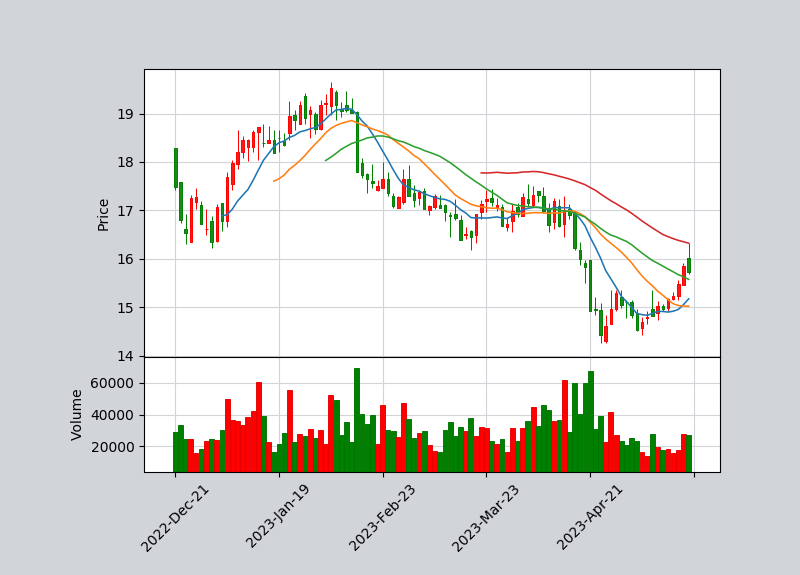 Price
19
18
17
16
15
14
Volume
60000
40000
20000
2022-Dec-21
2023-Jan-19
2023-Feb-23
2023-Mar-23
2023-Apr-21